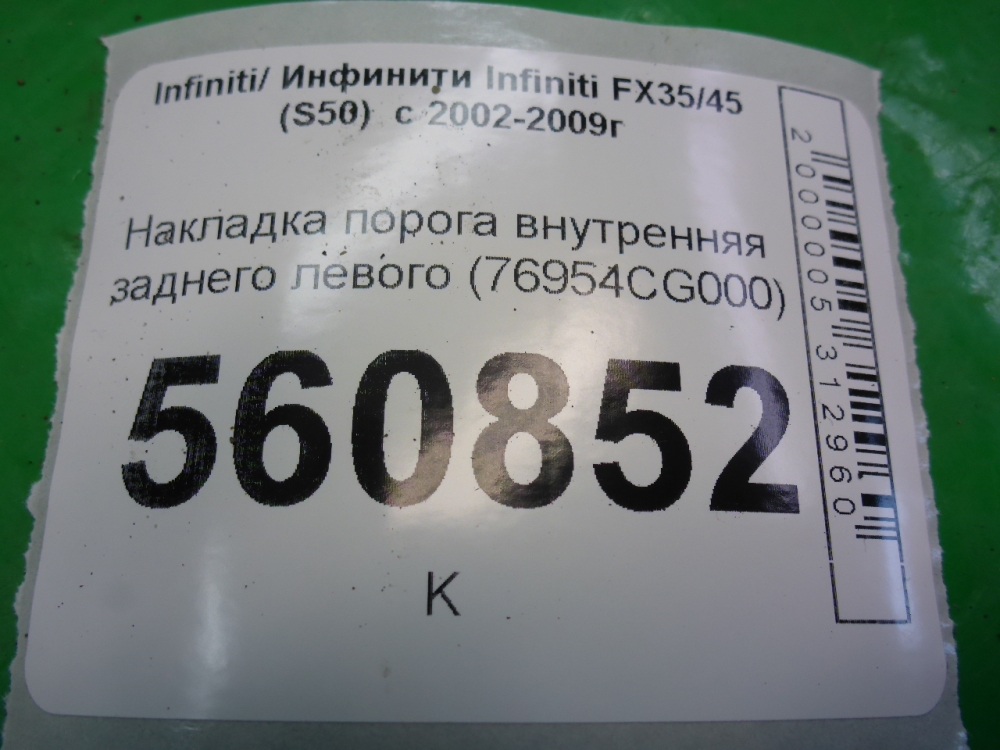 Infiniti/ Инфинити Infiniti FX35/45
(S50) с 2002-2009г
Накладка порога внутренняя
заднего левого (76954CG000)
560852
К
2000005312960